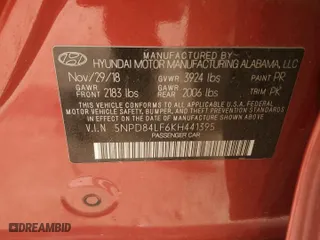 MANUFACTURED BY
HYUNDAI MOTOR MANUFACTURING ALABAMA, LLC
Nov/29/18 GVWR 3924 lbs PAINT PR
GAWR FRONT 2183 lbs GAWR REAR 2006 lbs TRIM PK
THIS VEHICLE CONFORMS TO ALL APPLICABLE U.S. FEDERAL
MOTOR VEHICLE SAFETY, BUMPER, AND THEFT PREVENTION
STANDARDS IN EFFECT ON THE DATE OF MANUFACTURE SHOWN ABOVE.
V.I.N 5NPD84LF6KH441395
PASSENGER CAR
DREAMBID